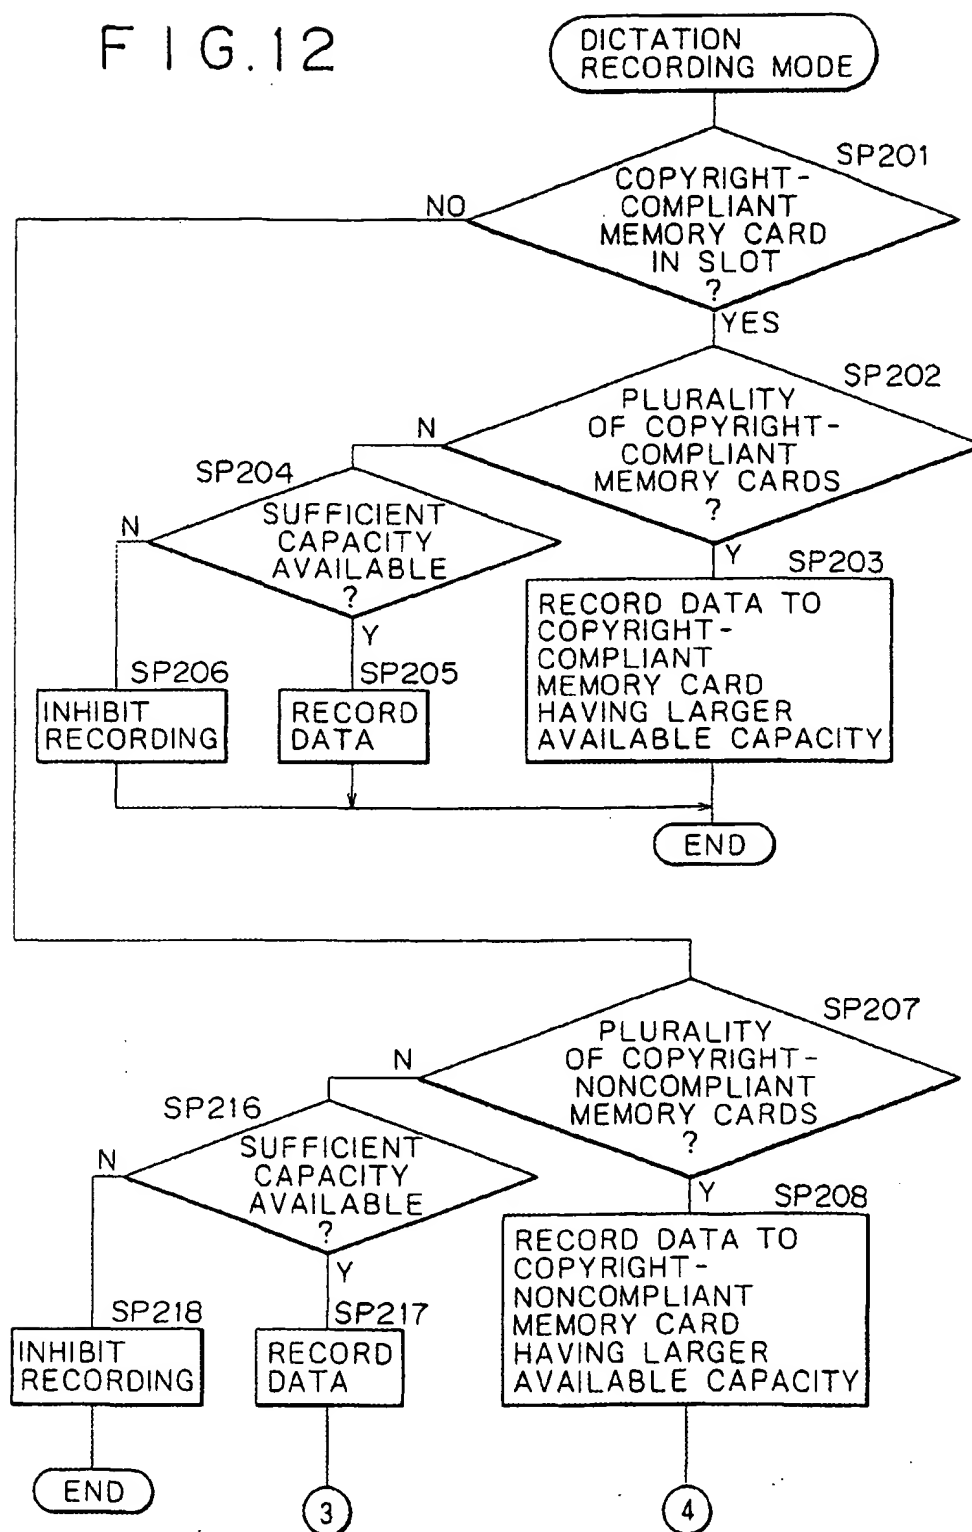 FIG.12
DICTATION
RECORDING MODE
SP201
COPYRIGHT-
COMPLIANT
MEMORY CARD
IN SLOT
?
NO
YES
SP202
PLURALITY
OF COPYRIGHT-
COMPLIANT
MEMORY CARDS
?
N
Y
SP204
SUFFICIENT
CAPACITY
AVAILABLE
?
N
Y
SP203
RECORD DATA TO
COPYRIGHT-
COMPLIANT
MEMORY CARD
HAVING LARGER
AVAILABLE CAPACITY
SP206
INHIBIT
RECORDING
SP205
RECORD
DATA
END
SP207
PLURALITY
OF COPYRIGHT-
NONCOMPLIANT
MEMORY CARDS
?
N
Y
SP216
SUFFICIENT
CAPACITY
AVAILABLE
?
N
Y
SP208
RECORD DATA TO
COPYRIGHT-
NONCOMPLIANT
MEMORY CARD
HAVING LARGER
AVAILABLE CAPACITY
SP218
INHIBIT
RECORDING
SP217
RECORD
DATA
END
3
4